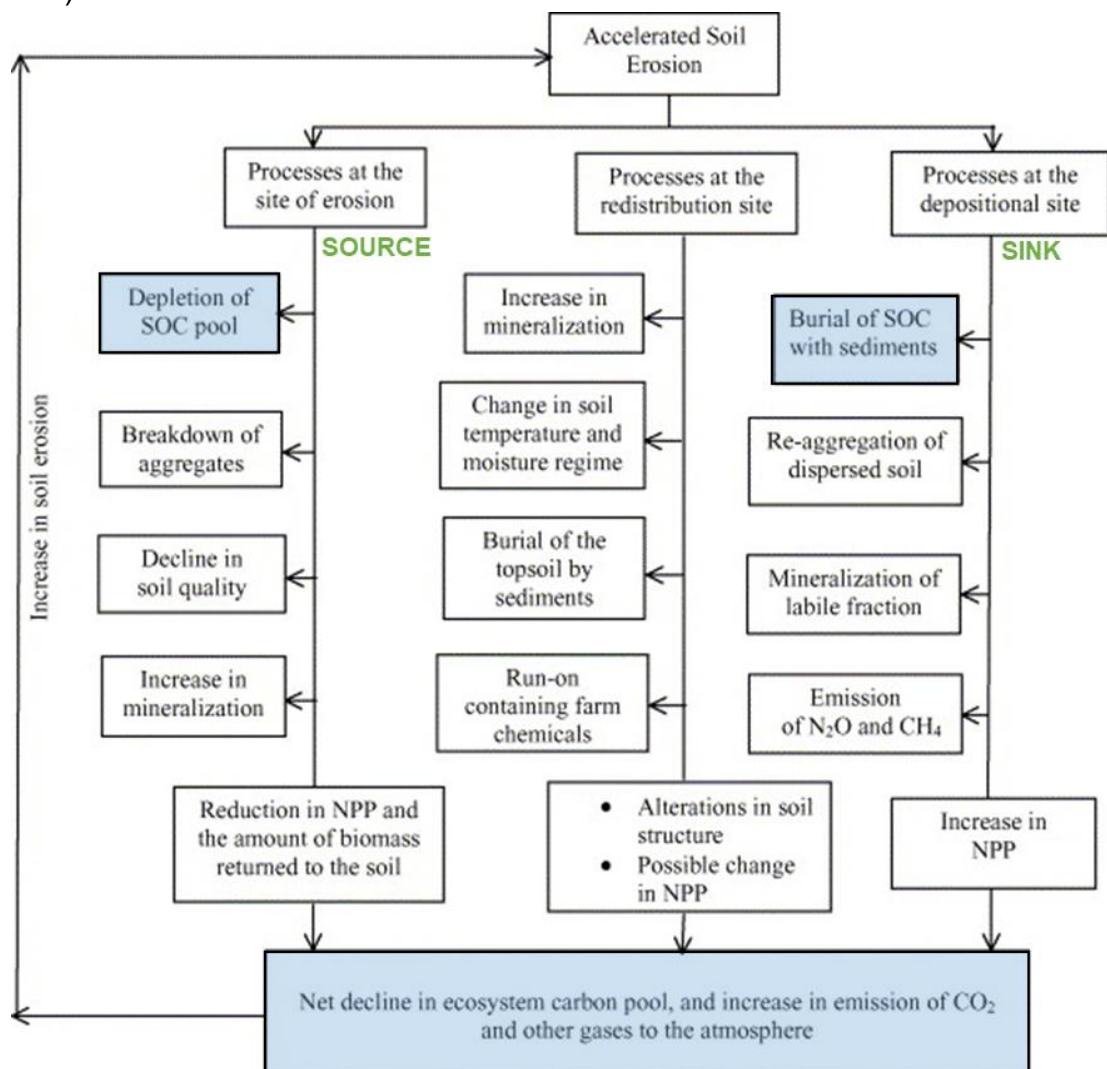 Accelerated Soil
Erosion
Processes at the
site of erosion
Processes at the
redistribution site
Processes at the
depositional site
SOURCE
SINK
Depletion of
SOC pool
Breakdown of
aggregates
Decline in
soil quality
Increase in
mineralization
Reduction in NPP and
the amount of biomass
returned to the soil
Increase in
mineralization
Change in soil
temperature and
moisture regime
Burial of the
topsoil by
sediments
Run-on
containing farm
chemicals
• Alterations in soil
structure
• Possible change
in NPP
Burial of SOC
with sediments
Re-aggregation of
dispersed soil
Mineralization of
labile fraction
Emission
of N₂O and CH₄
Increase in
NPP
Increase in soil erosion
Net decline in ecosystem carbon pool, and increase in emission of CO₂
and other gases to the atmosphere